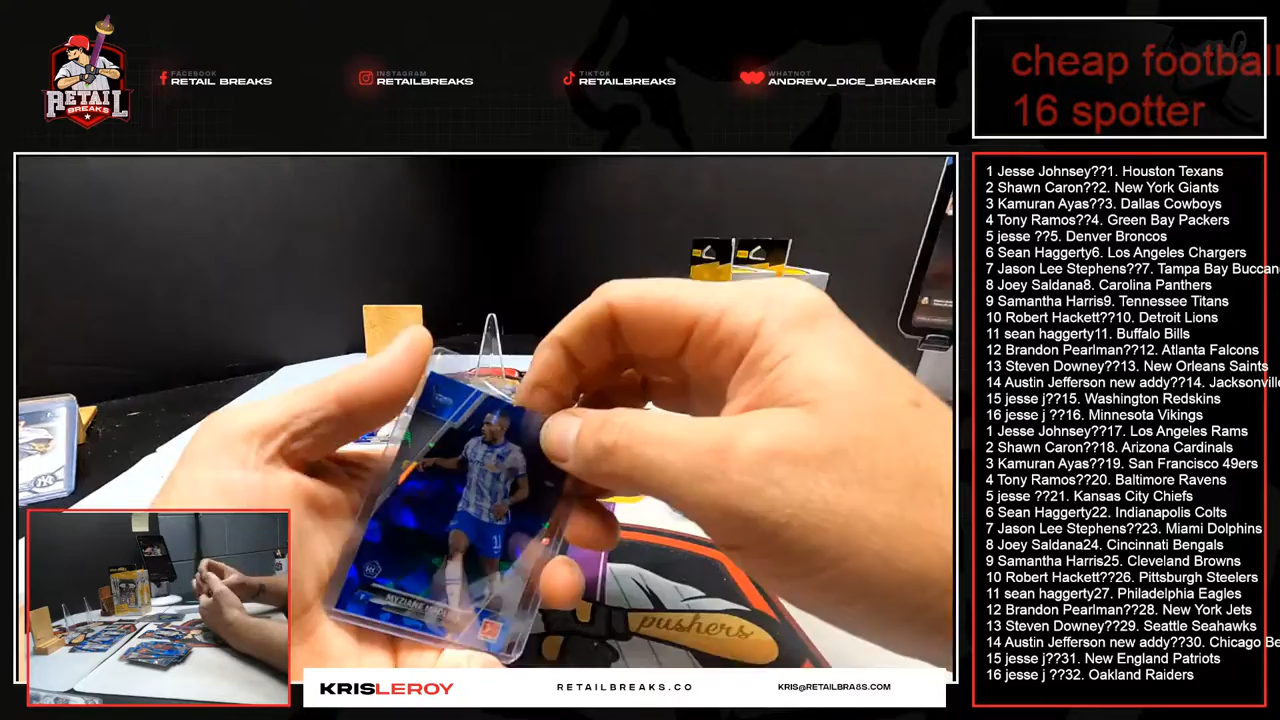 RETAIL
BREAKS
FACEBOOK
RETAIL BREAKS
INSTAGRAM
RETAILBREAKS
TIKTOK
RETAILBREAKS
WHATNOT
ANDREW_DICE_BREAKER
cheap football
16 spotter
1 Jesse Johnsey??1. Houston Texans
2 Shawn Caron??2. New York Giants
3 Kamuran Ayas??3. Dallas Cowboys
4 Tony Ramos??4. Green Bay Packers
5 jesse ??5. Denver Broncos
6 Sean Haggerty6. Los Angeles Chargers
7 Jason Lee Stephens??7. Tampa Bay Buccan
8 Joey Saldana8. Carolina Panthers
9 Samantha Harris9. Tennessee Titans
10 Robert Hackett??10. Detroit Lions
11 sean haggerty11. Buffalo Bills
12 Brandon Pearlman??12. Atlanta Falcons
13 Steven Downey??13. New Orleans Saints
14 Austin Jefferson new addy??14. Jacksonville
15 jesse j??15. Washington Redskins
16 jesse j ??16. Minnesota Vikings
1 Jesse Johnsey??17. Los Angeles Rams
2 Shawn Caron??18. Arizona Cardinals
3 Kamuran Ayas??19. San Francisco 49ers
4 Tony Ramos??20. Baltimore Ravens
5 jesse ??21. Kansas City Chiefs
6 Sean Haggerty22. Indianapolis Colts
7 Jason Lee Stephens??23. Miami Dolphins
8 Joey Saldana24. Cincinnati Bengals
9 Samantha Harris25. Cleveland Browns
10 Robert Hackett??26. Pittsburgh Steelers
11 sean haggerty27. Philadelphia Eagles
12 Brandon Pearlman??28. New York Jets
13 Steven Downey??29. Seattle Seahawks
14 Austin Jefferson new addy??30. Chicago Be
15 jesse j??31. New England Patriots
16 jesse j ??32. Oakland Raiders
MYZIANE
11
pushers
KRISLEROY
RETAILBREAKS.CO
KRIS@RETAILBRA8S.COM